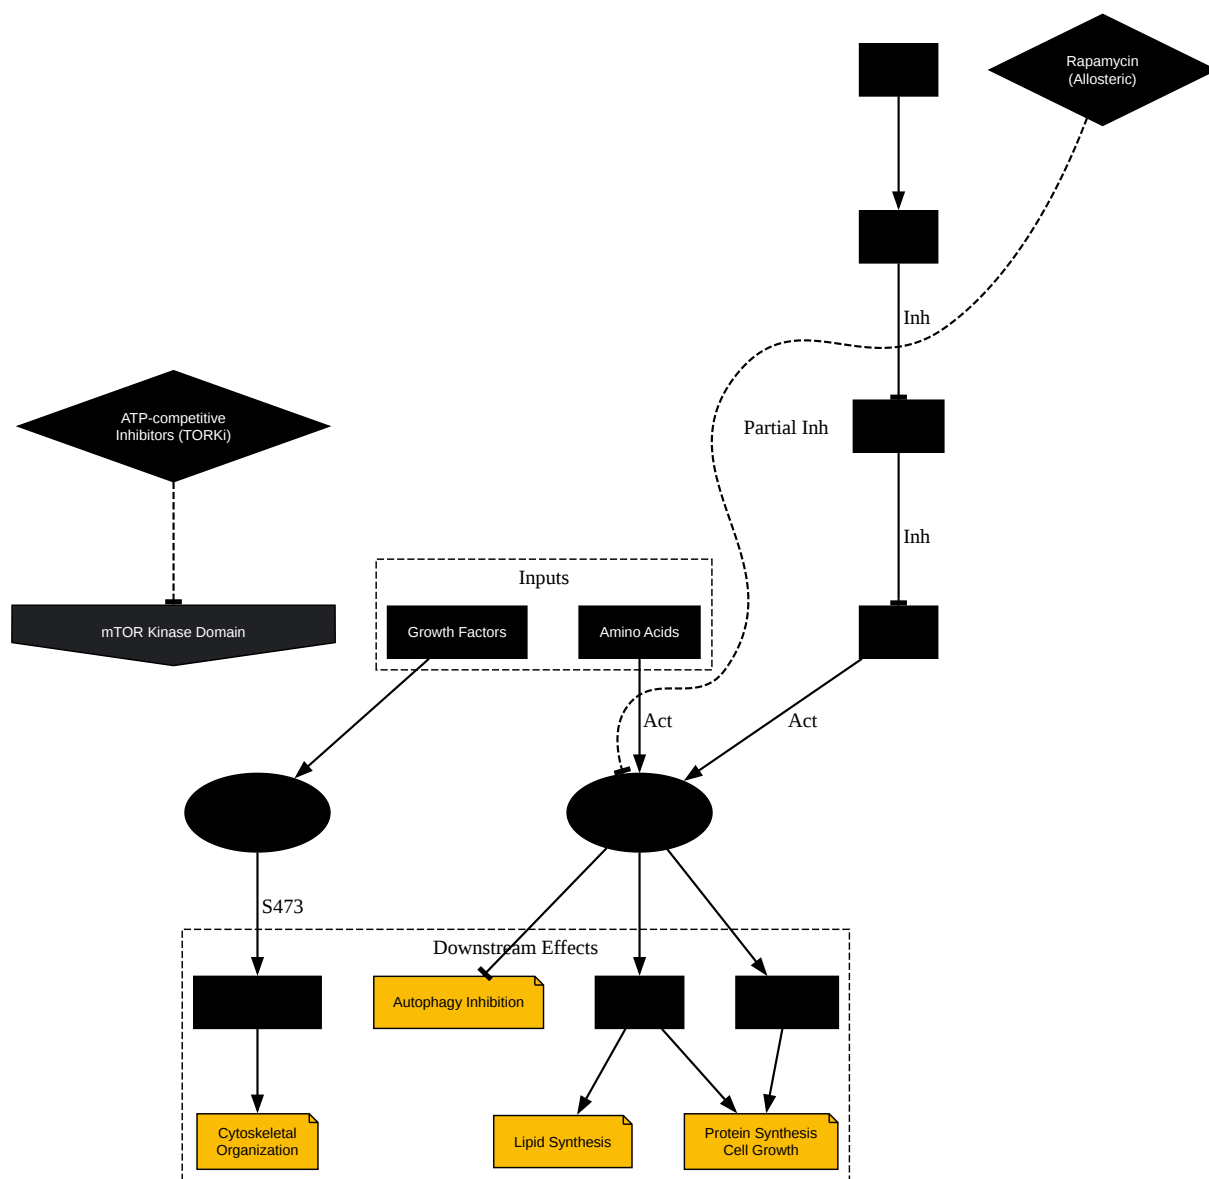 Rapamycin
(Allosteric)
Inh
ATP-competitive
Inhibitors (TORKi)
Partial Inh
Inh
Inputs
mTOR Kinase Domain
Growth Factors
Amino Acids
Act
Act
S473
Downstream Effects
Autophagy Inhibition
Cytoskeletal
Organization
Lipid Synthesis
Protein Synthesis
Cell Growth